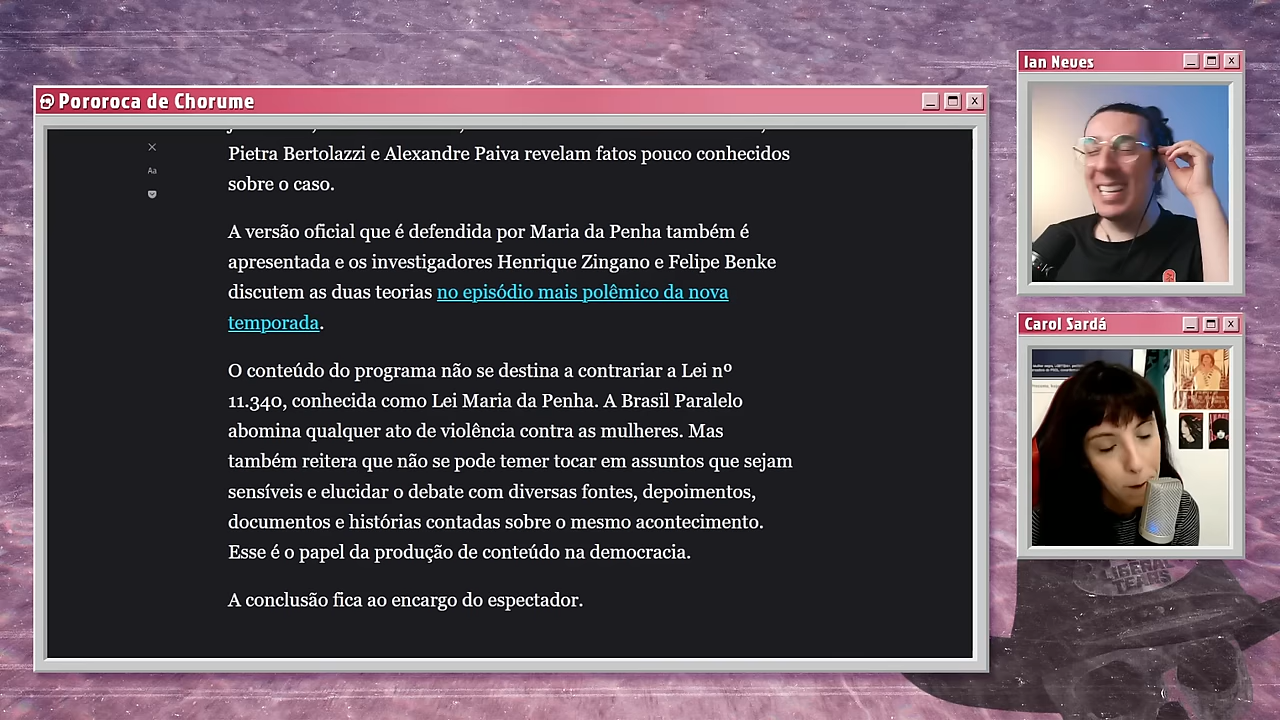 Pororoca de Chorume
Pietra Bertolazzi e Alexandre Paiva revelam fatos pouco conhecidos
sobre o caso.
A versão oficial que é defendida por Maria da Penha também é
apresentada e os investigadores Henrique Zingano e Felipe Benke
discutem as duas teorias no episódio mais polêmico da nova
temporada.
O conteúdo do programa não se destina a contrariar a Lei nº
11.340, conhecida como Lei Maria da Penha. A Brasil Paralelo
abomina qualquer ato de violência contra as mulheres. Mas
também reitera que não se pode temer tocar em assuntos que sejam
sensíveis e elucidar o debate com diversas fontes, depoimentos,
documentos e histórias contadas sobre o mesmo acontecimento.
Esse é o papel da produção de conteúdo na democracia.
A conclusão fica ao encargo do espectador.
Aa
Ian Neves
Carol Sardá
LIBERAL
TEARS